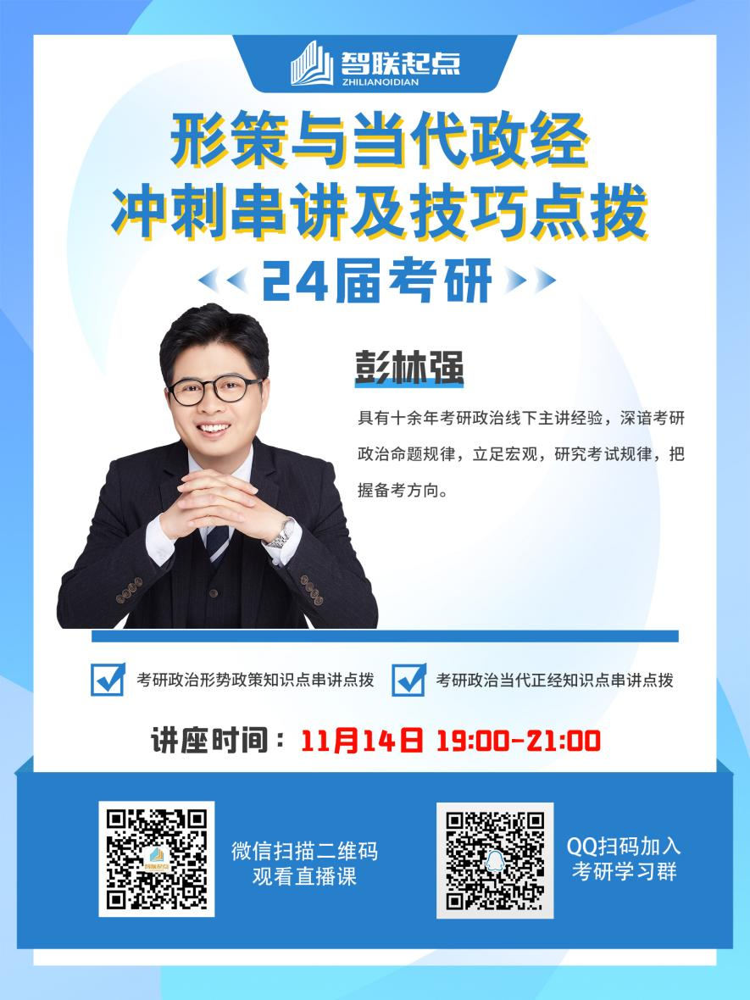 智联起点
ZHILIANQIDIAN
形策与当代政经
冲刺串讲及技巧点拨
24届考研
彭林强
具有十余年考研政治线下主讲经验，深谙考研
政治命题规律，立足宏观，研究考试规律，把
握备考方向。
考研政治形势政策知识点串讲点拨
考研政治当代正经知识点串讲点拨
讲座时间：11月14日 19:00-21:00
智联起点
微信扫描二维码
观看直播课
QQ扫码加入
考研学习群